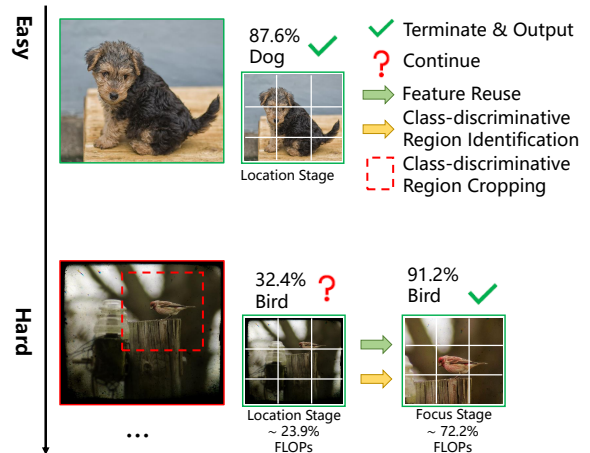 Easy
87.6%
Dog
Location Stage
Terminate & Output
Continue
Feature Reuse
Class-discriminative
Region Identification
Class-discriminative
Region Cropping
Hard
32.4%
Bird
?
Location Stage
~ 23.9%
FLOPs
91.2%
Bird
Focus Stage
~ 72.2%
FLOPs
...